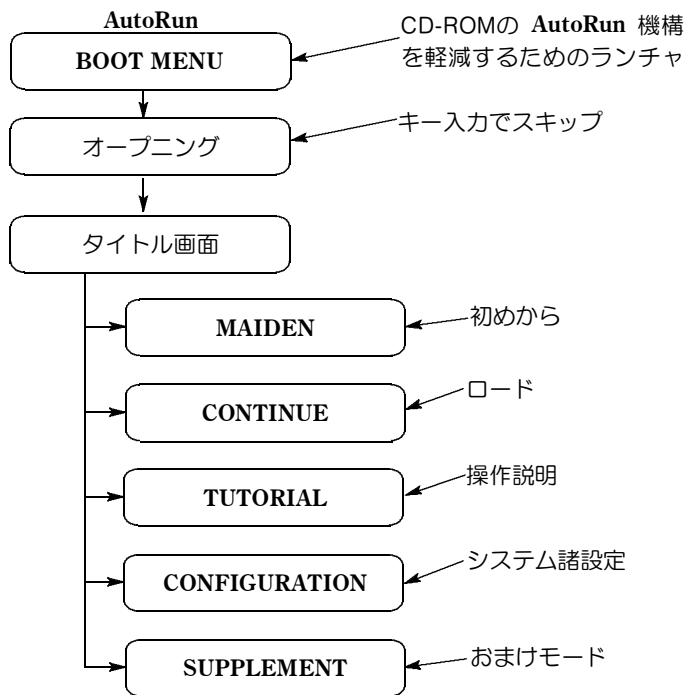 AutoRun
BOOT MENU
CD-ROMの AutoRun 機構
を軽減するためのランチャ
オープニング
キー入力でスキップ
タイトル画面
MAIDEN
初めから
CONTINUE
ロード
TUTORIAL
操作説明
CONFIGURATION
システム諸設定
SUPPLEMENT
おまけモード